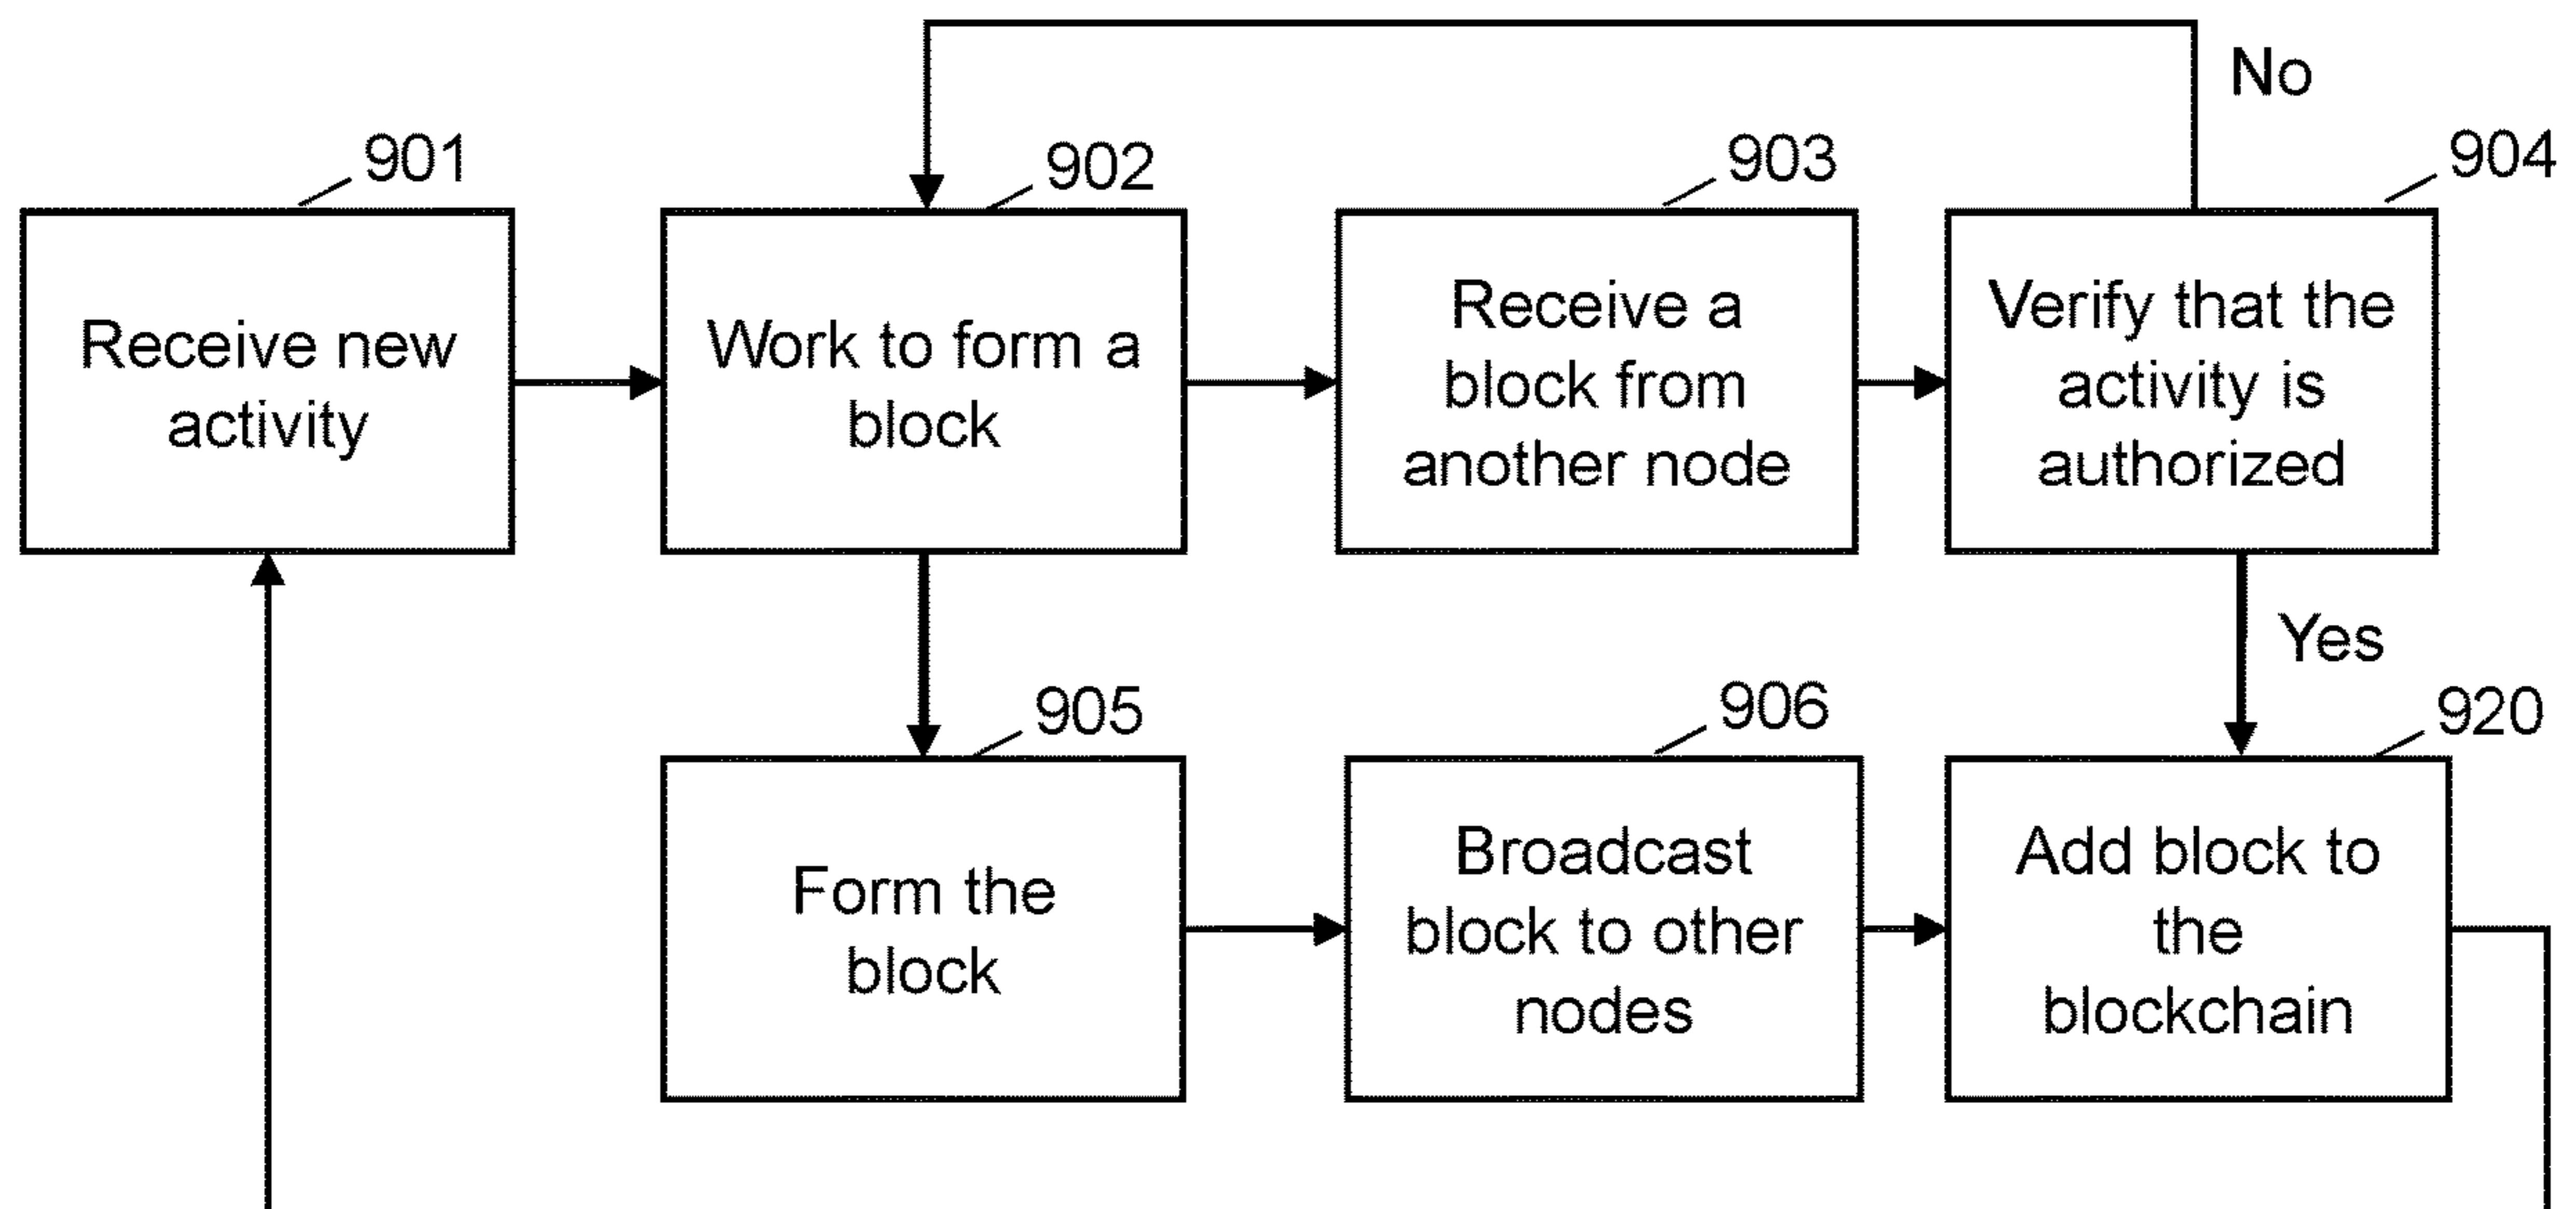 No
901
902
903
904
Receive new
activity
Work to form a
block
Receive a
block from
another node
Verify that the
activity is
authorized
Yes
905
906
920
Form the
block
Broadcast
block to other
nodes
Add block to
the
blockchain